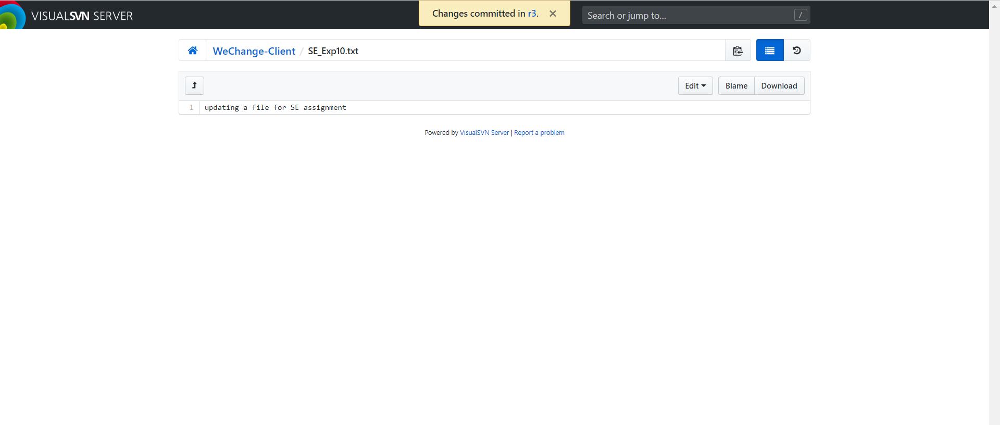 VISUALSVN SERVER
Changes committed in r3. ✕
Search or jump to... /
WeChange-Client / SE_Exp10.txt
Edit Blame Download
1 updating a file for SE assignment
Powered by VisualSVN Server | Report a problem